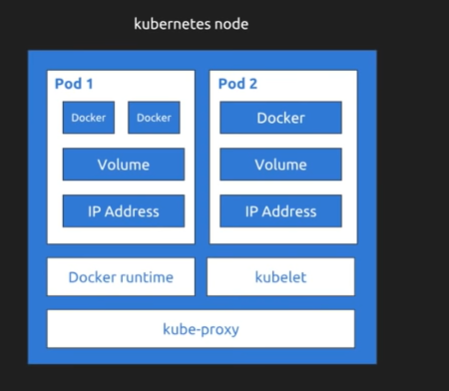 kubernetes node
Pod 1
Docker
Docker
Volume
IP Address
Pod 2
Docker
Volume
IP Address
Docker runtime
kubelet
kube-proxy